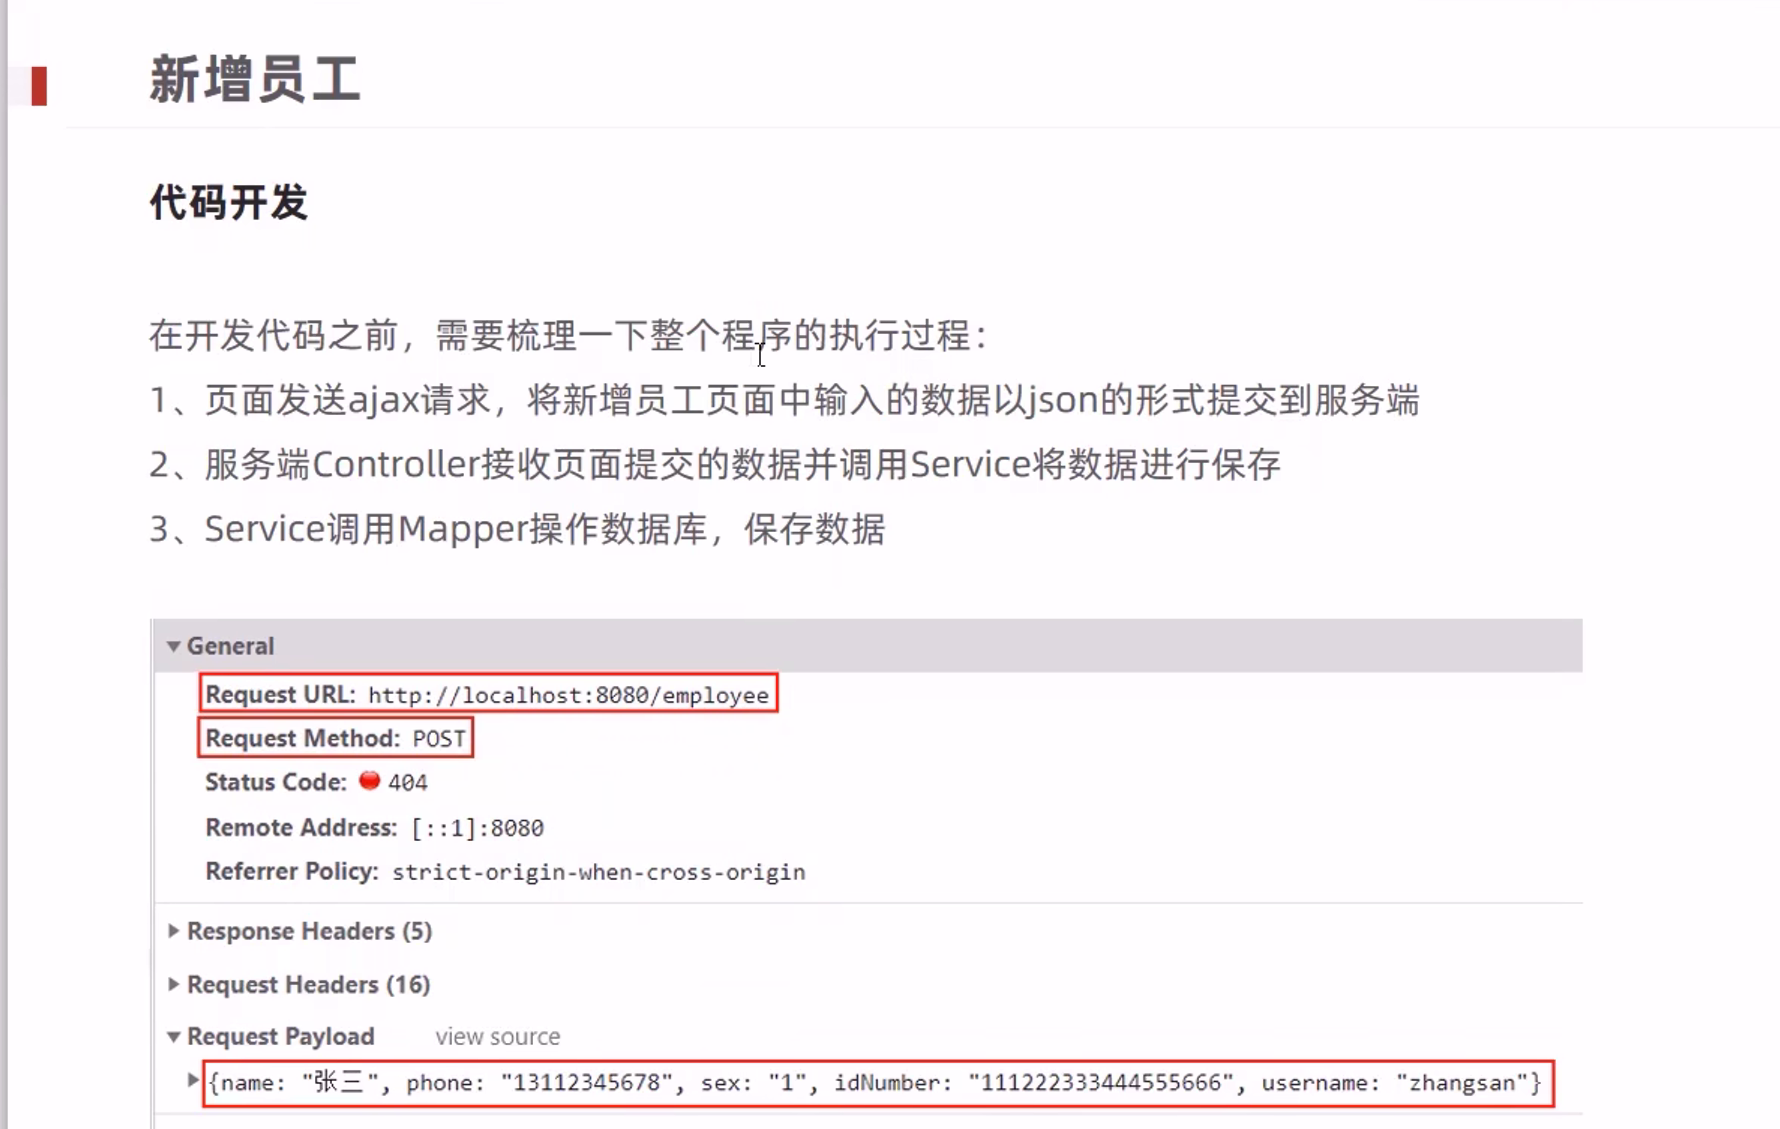 新增员工
代码开发
在开发代码之前，需要梳理一下整个程序的执行过程：
1、页面发送ajax请求，将新增员工页面中输入的数据以json的形式提交到服务端
2、服务端Controller接收页面提交的数据并调用Service将数据进行保存
3、Service调用Mapper操作数据库，保存数据
General
Request URL: http://localhost:8080/employee
Request Method: POST
Status Code: 404
Remote Address: [::1]:8080
Referrer Policy: strict-origin-when-cross-origin
Response Headers (5)
Request Headers (16)
Request Payload view source
{name: "张三", phone: "13112345678", sex: "1", idNumber: "111222333444555666", username: "zhangsan"}